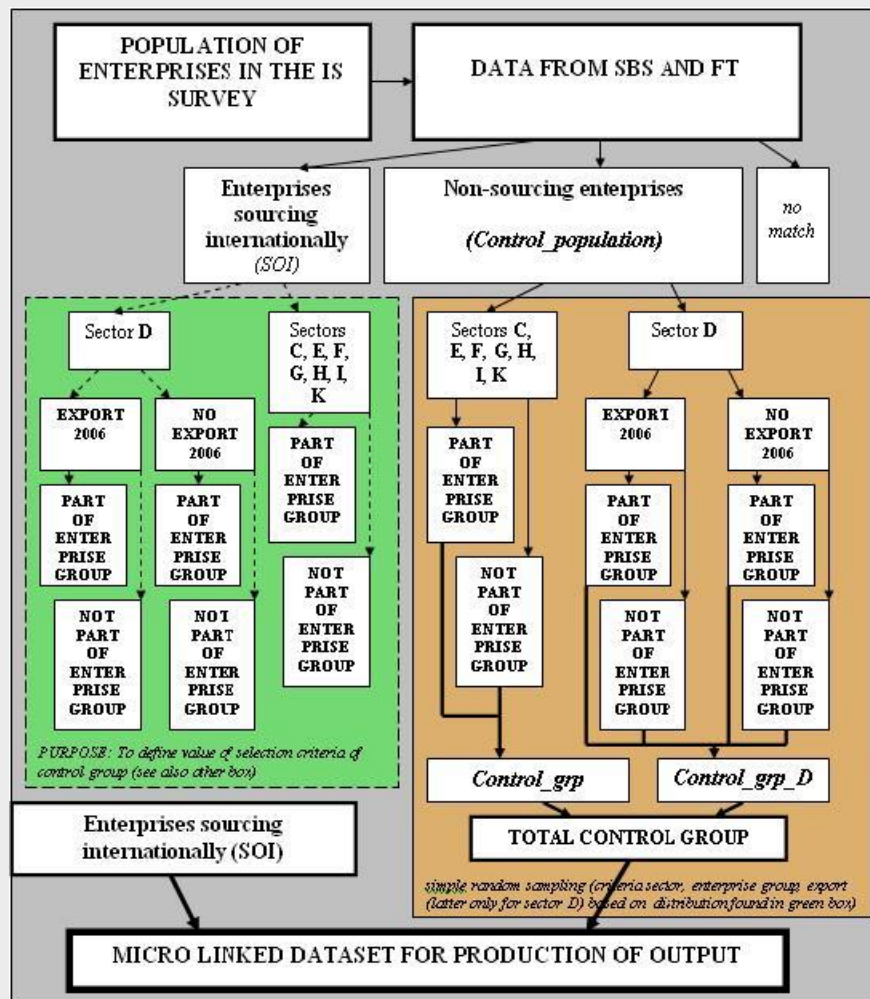 POPULATION OF
ENTERPRISES IN THE IS
SURVEY
DATA FROM SBS AND FT
Enterprises
sourcing
internationally
(SOI)
Non-sourcing enterprises
(Control_population)
no
match
Sector D
Sectors
C, E, F,
G, H, I,
K
EXPORT
2006
NO
EXPORT
2006
PART
OF
ENTER
PRISE
GROUP
PART
OF
ENTER
PRISE
GROUP
PART
OF
ENTER
PRISE
GROUP
NOT
PART
OF
ENTER
PRISE
GROUP
NOT
PART
OF
ENTER
PRISE
GROUP
NOT
PART
OF
ENTER
PRISE
GROUP
PURPOSE: To define value of selection criteria of
control group (see also other box)
Sectors C,
E, F, G, H,
I, K
Sector D
EXPORT
2006
NO
EXPORT
2006
PART
OF
ENTER
PRISE
GROUP
PART
OF
ENTER
PRISE
GROUP
PART
OF
ENTER
PRISE
GROUP
NOT
PART
OF
ENTER
PRISE
GROUP
NOT
PART
OF
ENTER
PRISE
GROUP
NOT
PART
OF
ENTER
PRISE
GROUP
Control_grp
Control_grp_D
Enterprises sourcing
internationally (SOI)
TOTAL CONTROL GROUP
simple random sampling (criteria sector, enterprise group, export
(latter only for sector D) based on distribution found in green box)
MICRO LINKED DATASET FOR PRODUCTION OF OUTPUT